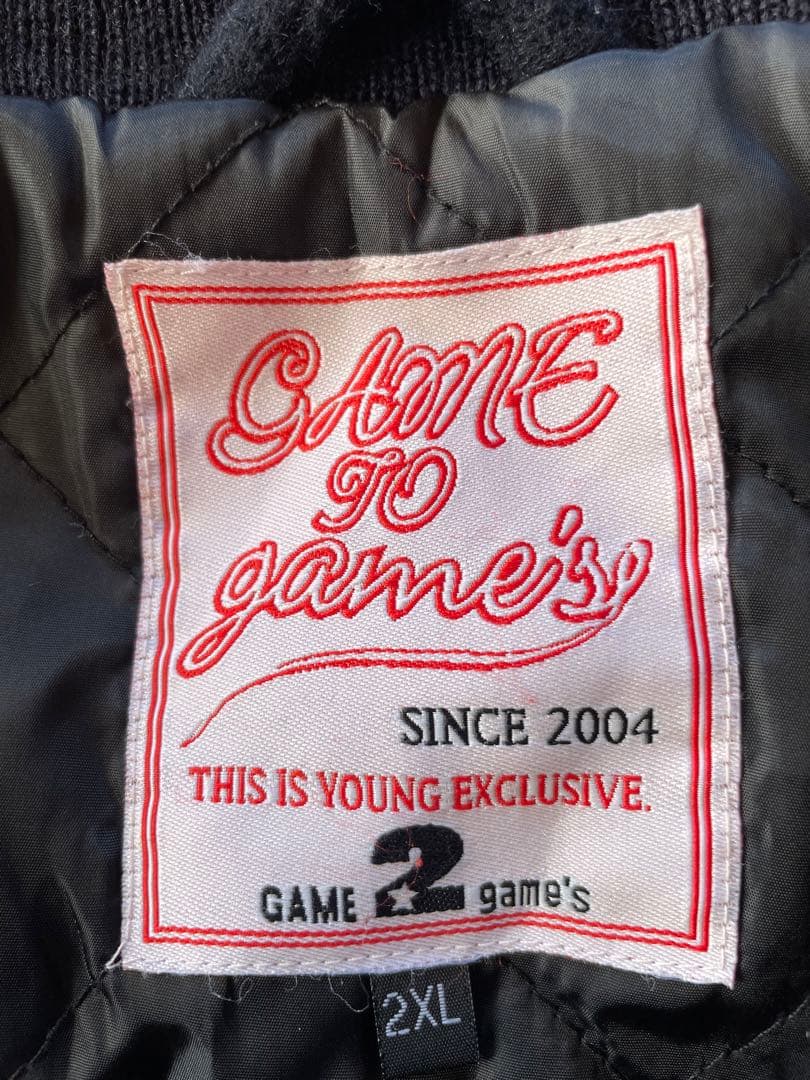 GAME
TO
game's
SINCE 2004
THIS IS YOUNG EXCLUSIVE.
GAME 2 game's
2XL